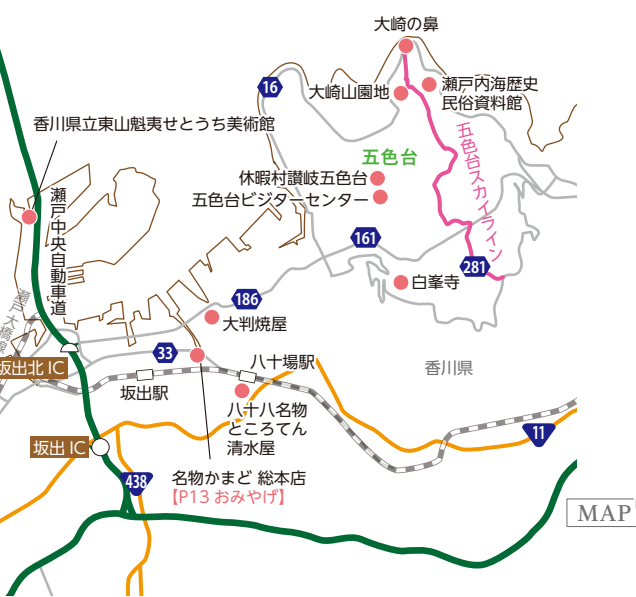 大崎の鼻
16
大崎山園地
瀬戸内海歴史
民俗資料館
香川県立東山魁夷せとうち美術館
五色台
五色台スカイライン
休暇村讃岐五色台
五色台ビジターセンター
瀬戸中央自動車道
161
281
白峯寺
186
大判焼屋
瀬戸大橋線
33
八十場駅
香川県
坂出北 IC
坂出駅
八十八名物
ところてん
清水屋
坂出 IC
11
438
名物かまど 総本店
【P13 おみやげ】
MAP